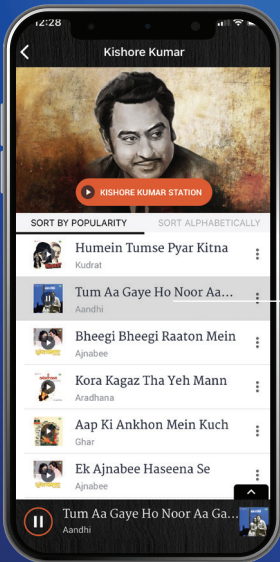 12:28
Kishore Kumar
KISHORE KUMAR STATION
SORT BY POPULARITY SORT ALPHABETICALLY
Humein Tumse Pyar Kitna
Kudrat
Tum Aa Gaye Ho Noor Aa...
Aandhi
Bheegi Bheegi Raaton Mein
Ajnabee
Kora Kagaz Tha Yeh Mann
Aradhana
Aap Ki Ankhon Mein Kuch
Ghar
Ek Ajnabee Haseena Se
Ajnabee
Tum Aa Gaye Ho Noor Aa Ga...
Aandhi